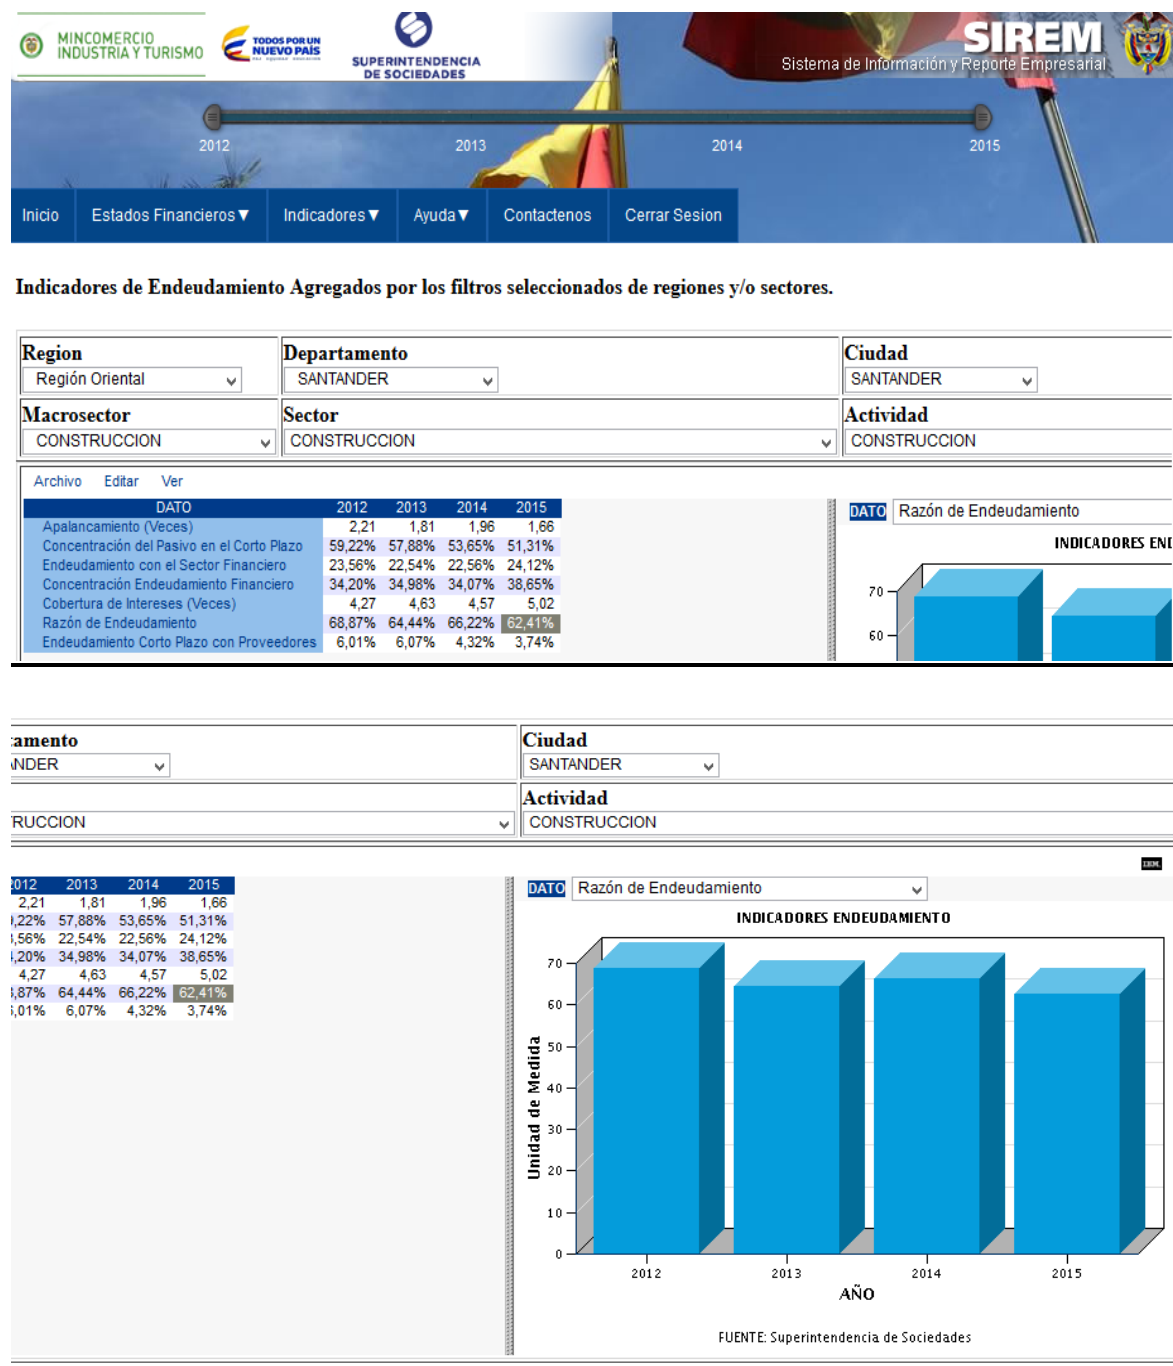 MINCOMERCIO
INDUSTRIA Y TURISMO
TODOS POR UN
NUEVO PAÍS
SUPERINTENDENCIA
DE SOCIEDADES
SIREM
Sistema de Información y Reporte Empresarial
2012 2013 2014 2015
Inicio Estados Financieros▼ Indicadores▼ Ayuda▼ Contactenos Cerrar Sesion
Indicadores de Endeudamiento Agregados por los filtros seleccionados de regiones y/o sectores.
Region Departamento Ciudad
Región Oriental SANTANDER SANTANDER
Macrosector Sector Actividad
CONSTRUCCION CONSTRUCCION CONSTRUCCION
Archivo Editar Ver
DATO 2012 2013 2014 2015
Apalancamiento (Veces) 2,21 1,81 1,96 1,66
Concentración del Pasivo en el Corto Plazo 59,22% 57,88% 53,65% 51,31%
Endeudamiento con el Sector Financiero 23,56% 22,54% 22,56% 24,12%
Concentración Endeudamiento Financiero 34,20% 34,98% 34,07% 38,65%
Cobertura de Intereses (Veces) 4,27 4,63 4,57 5,02
Razón de Endeudamiento 68,87% 64,44% 66,22% 62,41%
Endeudamiento Corto Plazo con Proveedores 6,01% 6,07% 4,32% 3,74%
DATO Razón de Endeudamiento
INDICADORES END
70
60
tamento Ciudad
ANDER SANTANDER
Actividad
RUCCION CONSTRUCCION
IBM.
2012 2013 2014 2015
2,21 1,81 1,96 1,66
,22% 57,88% 53,65% 51,31%
,56% 22,54% 22,56% 24,12%
,20% 34,98% 34,07% 38,65%
4,27 4,63 4,57 5,02
,87% 64,44% 66,22% 62,41%
,01% 6,07% 4,32% 3,74%
DATO Razón de Endeudamiento
INDICADORES ENDEUDAMIENTO
Unidad de Medida
70
60
50
40
30
20
10
0
2012 2013 2014 2015
AÑO
FUENTE: Superintendencia de Sociedades